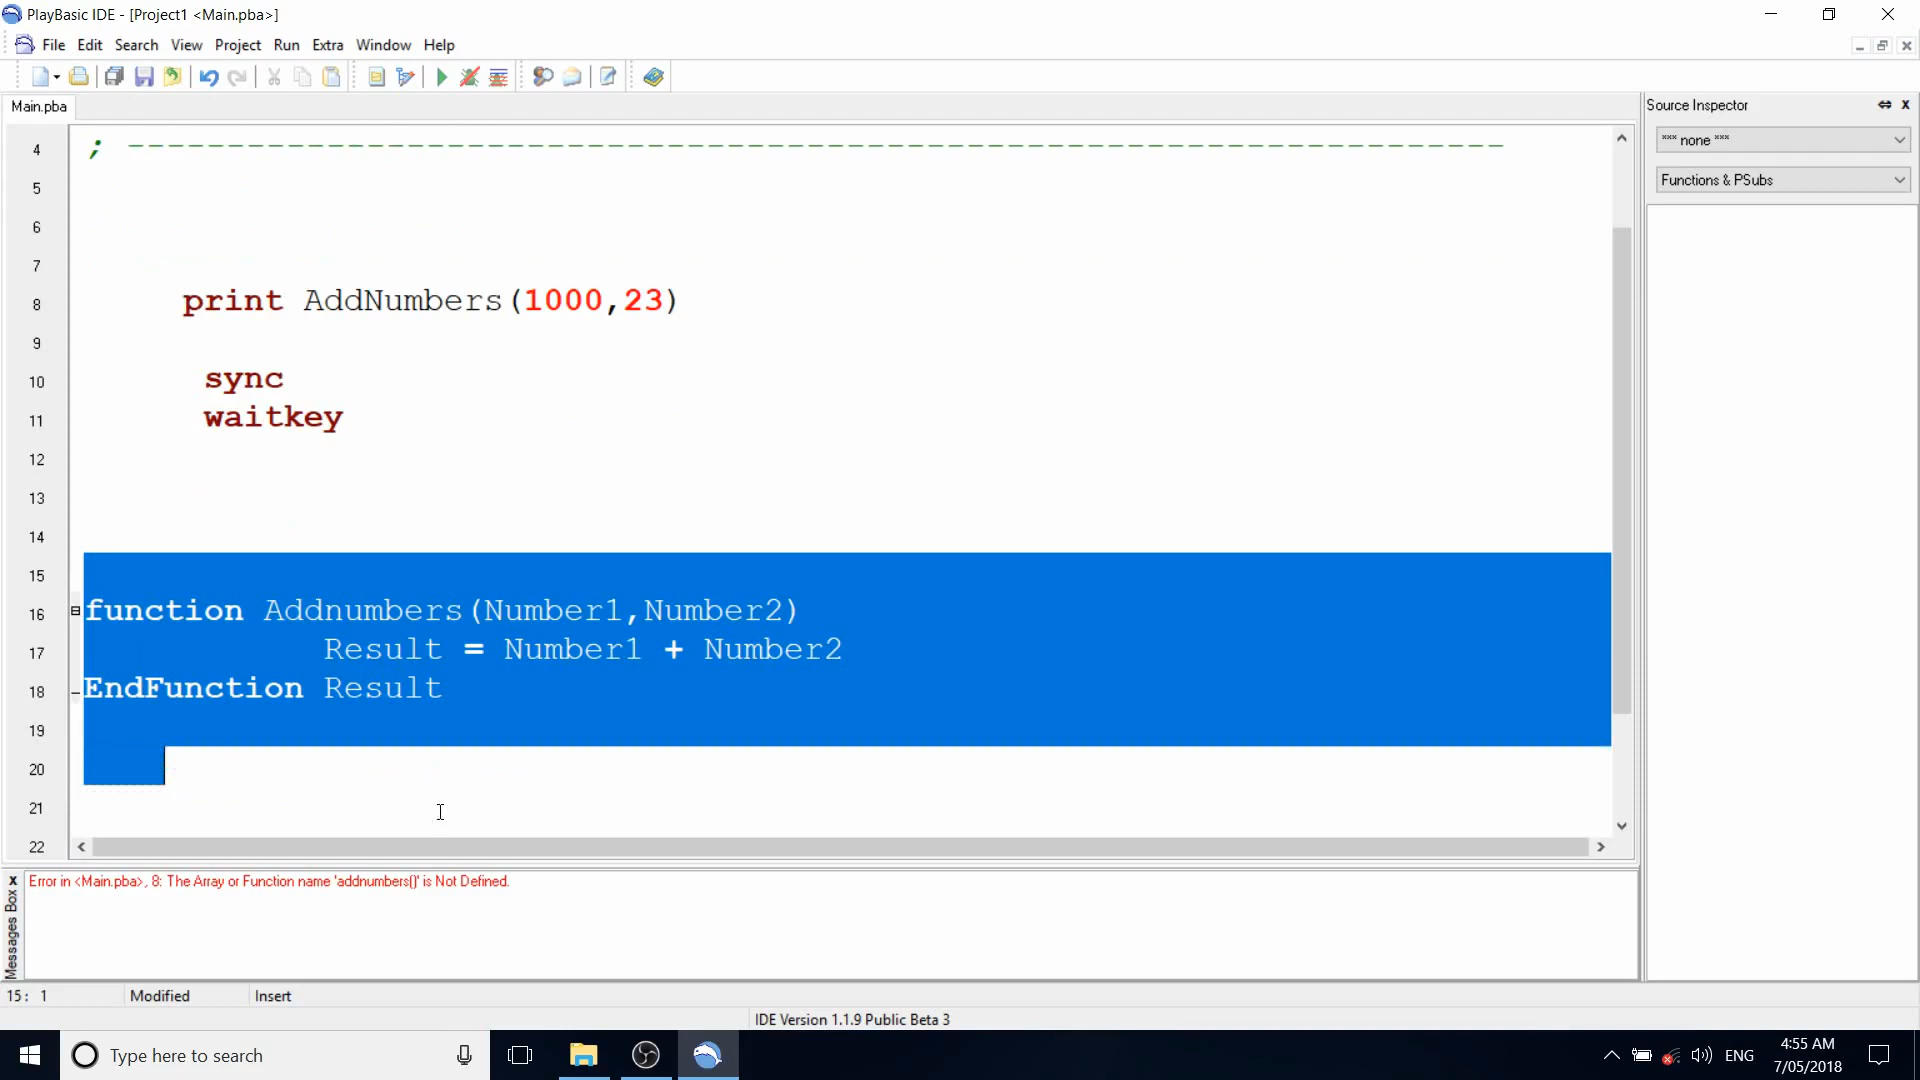 PlayBasic IDE - [Project1 <Main.pba>]
File Edit Search View Project Run Extra Window Help
Main.pba
Source Inspector
*** none ***
Functions & PSubs
4 ; -----------------------------------------------------------------------
5
6
7
8 print AddNumbers(1000,23)
9
10 sync
11 waitkey
12
13
14
15
16 function Addnumbers(Number1,Number2)
17 Result = Number1 + Number2
18 EndFunction Result
19
20
21
22
Messages Box
Error in <Main.pba>, 8: The Array or Function name 'addnumbers()' is Not Defined.
15: 1 Modified Insert
IDE Version 1.1.9 Public Beta 3
Type here to search
ENG
4:55 AM
7/05/2018